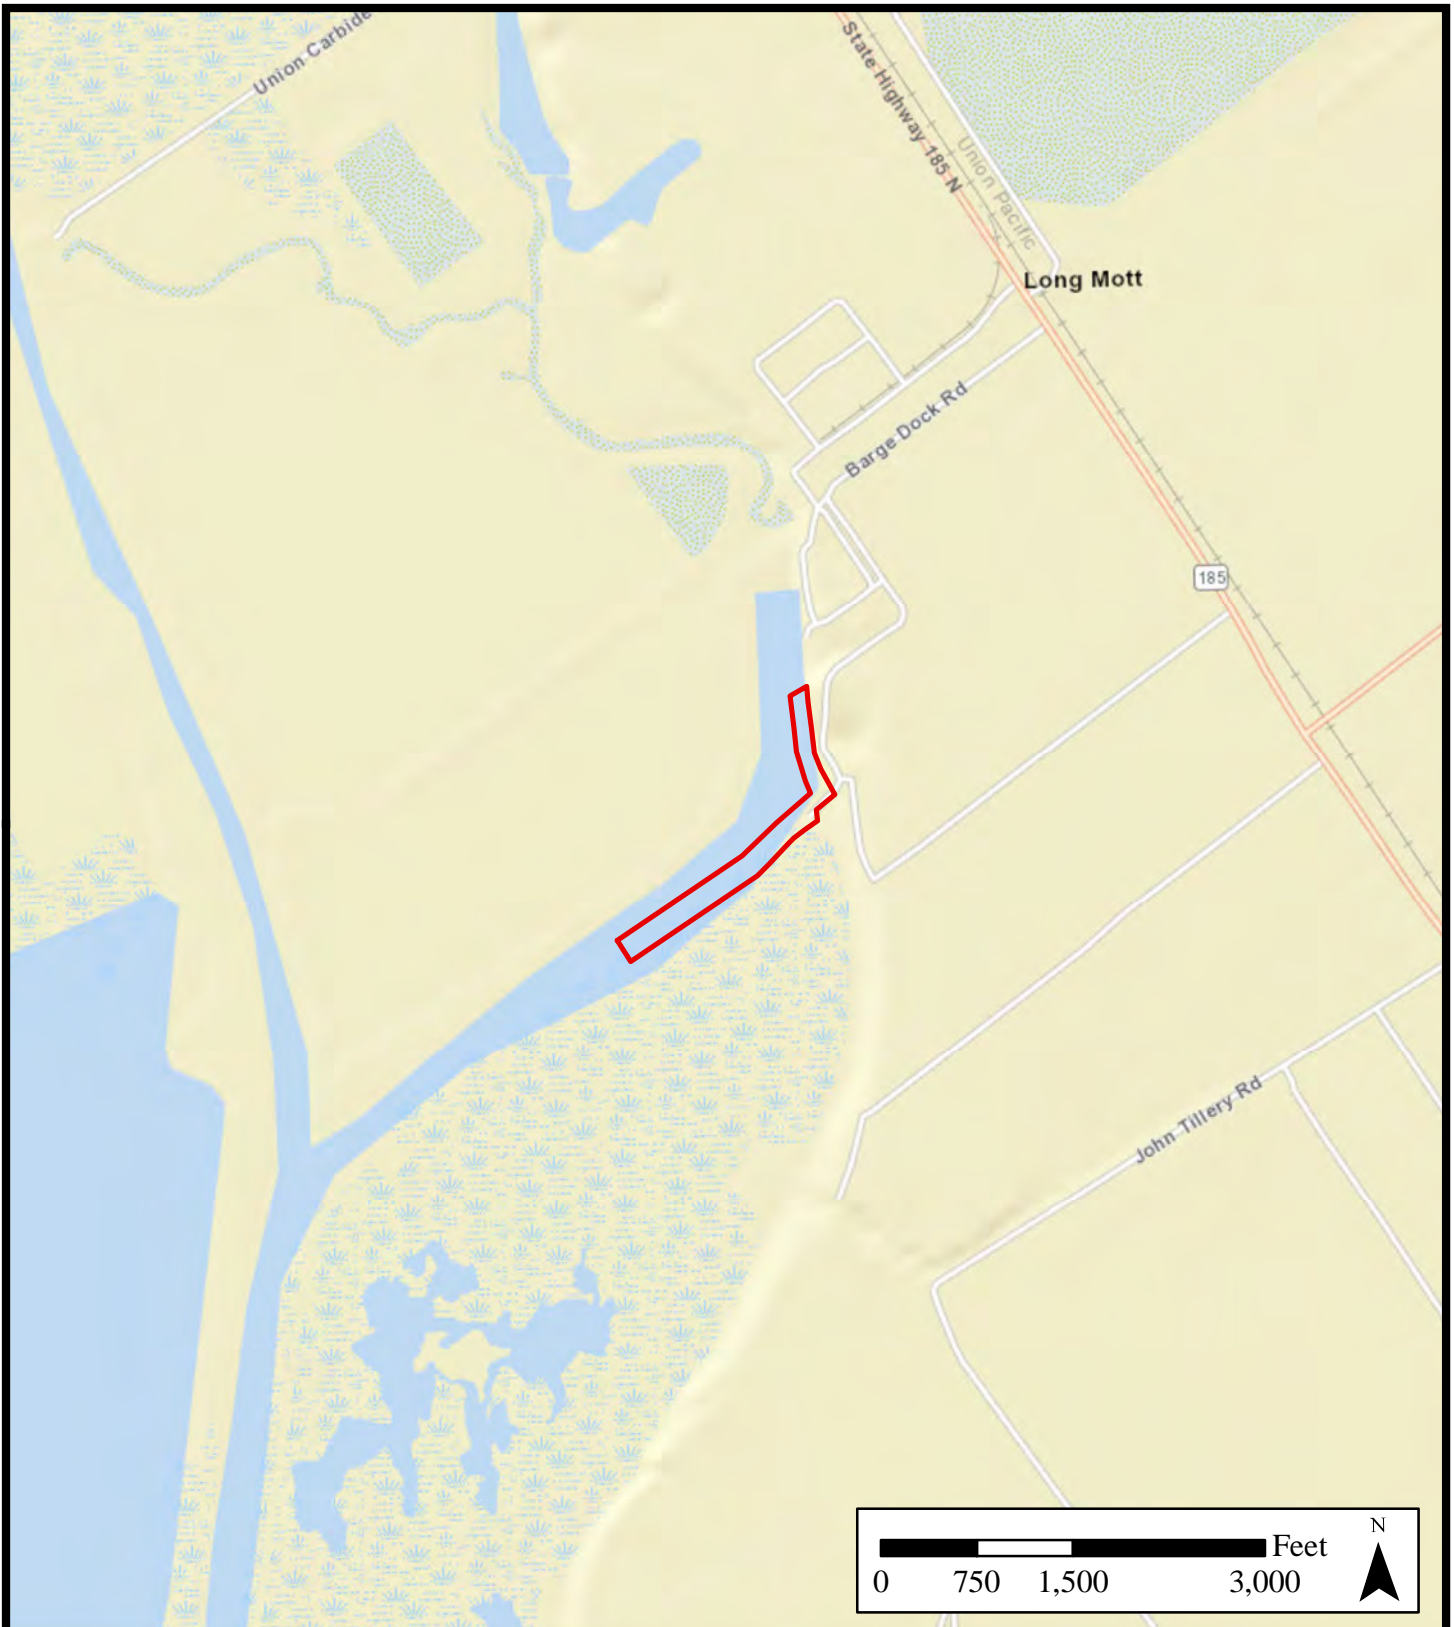 Union Carbide
State Highway 185 N
Union Pacific
Long Mott
Barge Dock Rd
185
John Tillery Rd
N
Feet
0 750 1,500 3,000